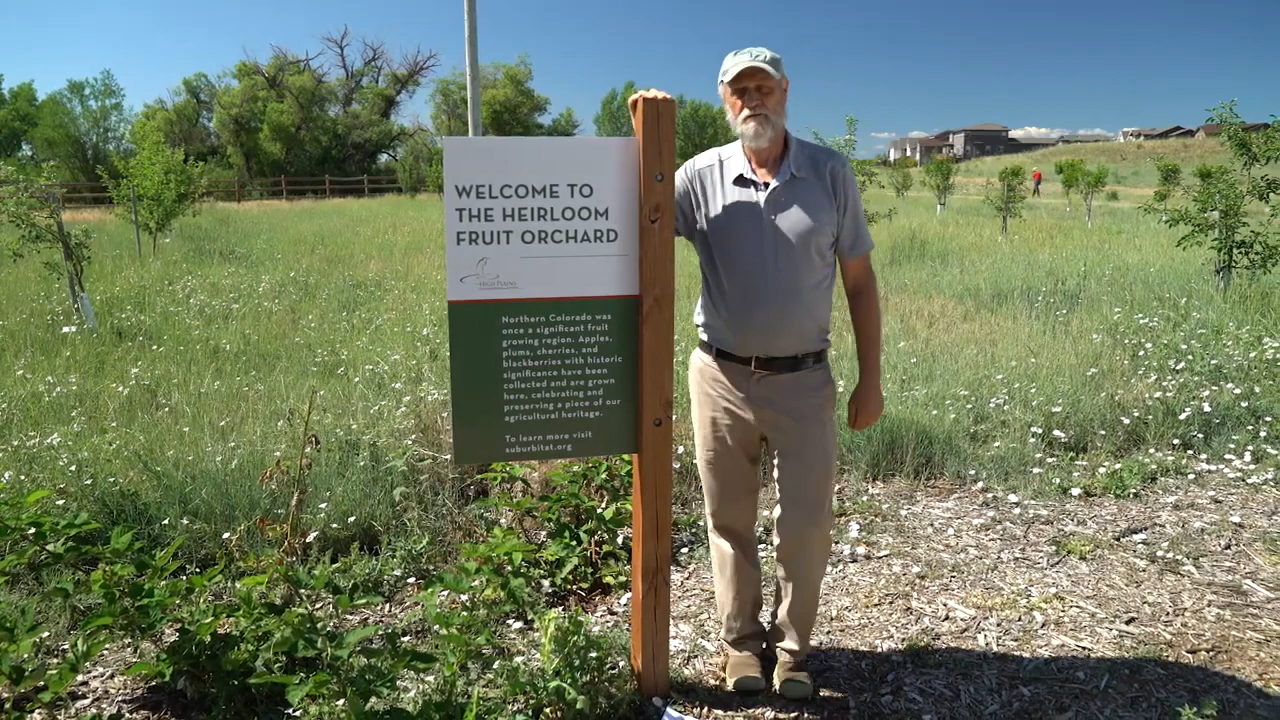 WELCOME TO
THE HEIRLOOM
FRUIT ORCHARD
HIGH PLAINS
Northern Colorado was
once a significant fruit
growing region. Apples,
plums, cherries, and
blackberries with historic
significance have been
collected and are grown
here, celebrating and
preserving a piece of our
agricultural heritage.
To learn more visit
suburbitat.org